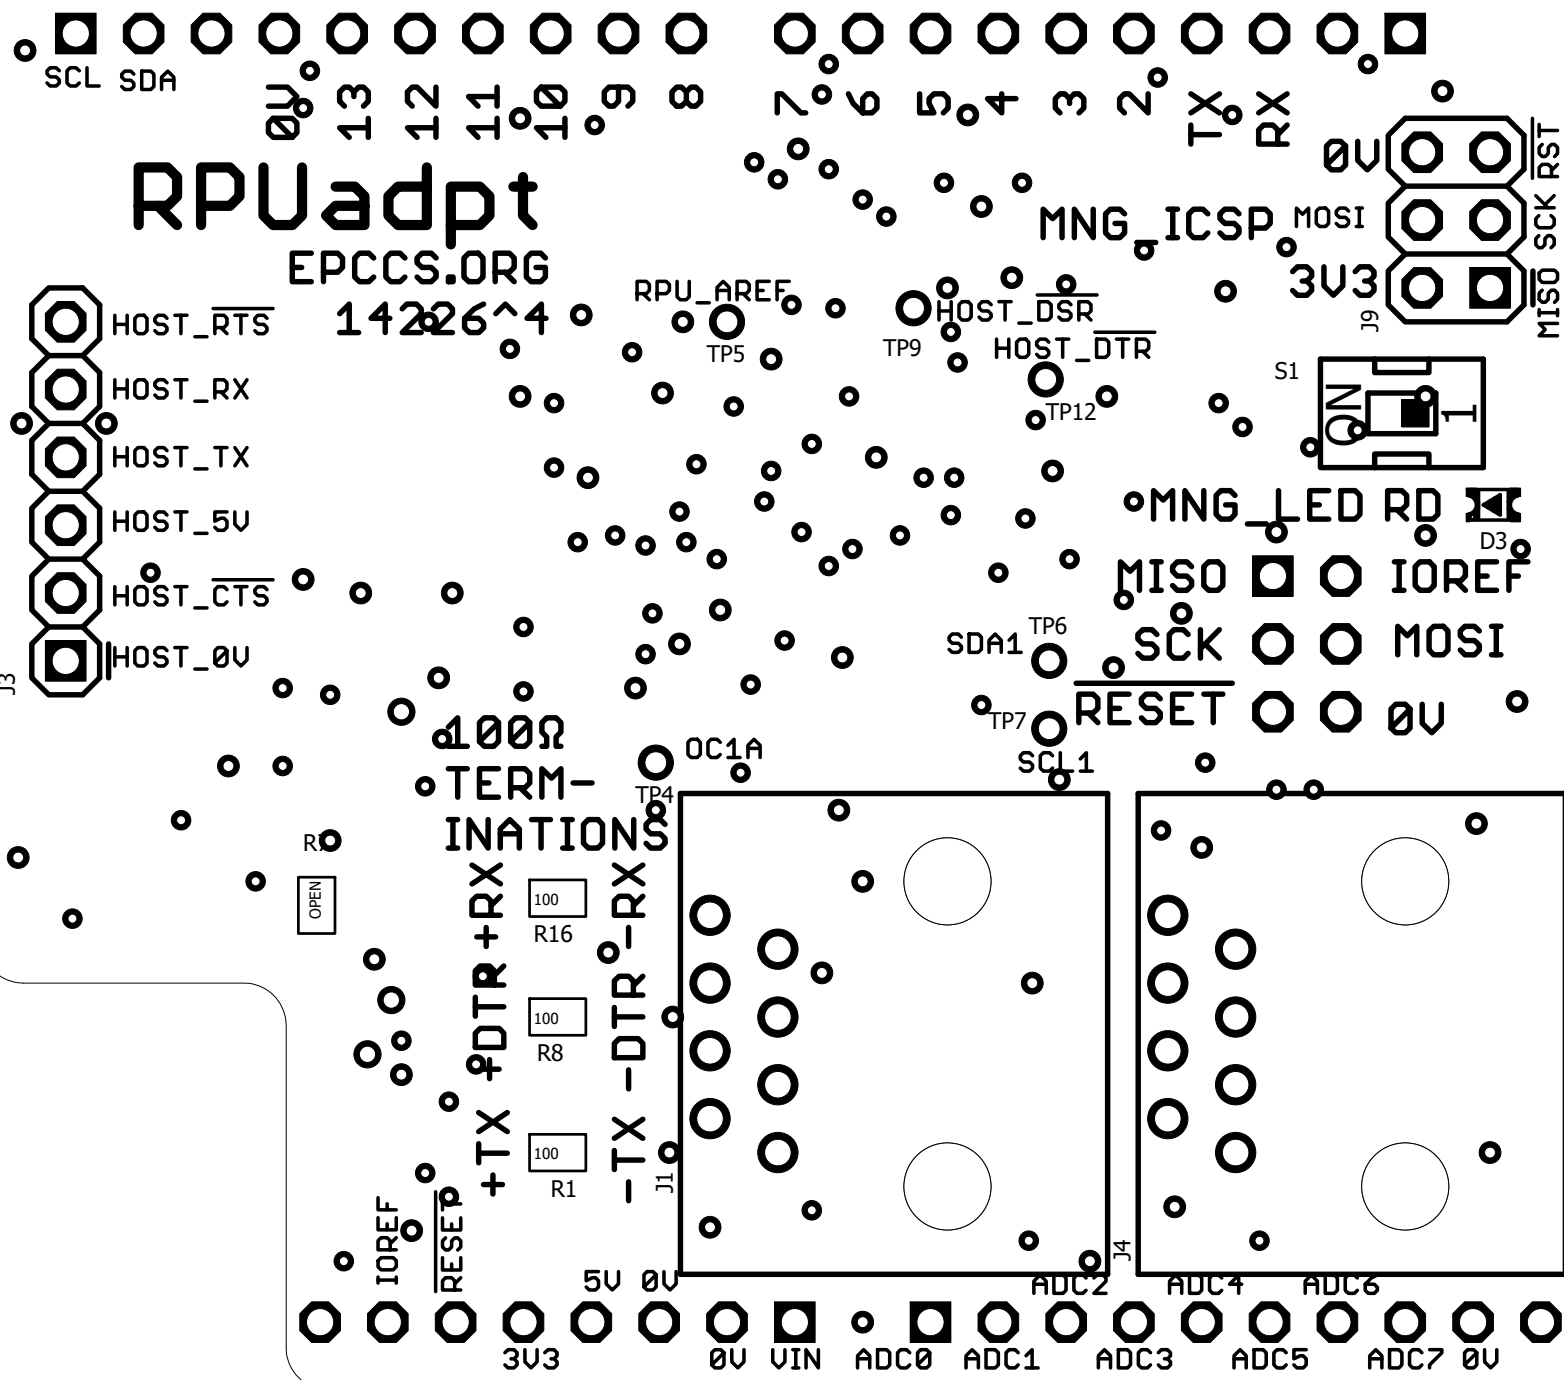 SCL SDA
0V 13 12 11 10 9 8 7 6 5 4 3 2 TX RX
RPUadpt
EPCCS.ORG
14226^4
0V RST
MNG_ICSP MOSI SCK
3V3 MISO
J9
RPU_AREF
TP5
HOST_DSR
TP9
HOST_DTR
TP12
S1
ON 1
HOST_RTS
HOST_RX
HOST_TX
HOST_5V
HOST_CTS
HOST_0V
J3
MNG_LED RD
D3
MISO IOREF
SCK MOSI
RESET 0V
TP6
SDA1
TP7
SCL1
OC1A
TP4
100Ω
TERM-
INATIONS
R7
OPEN
+RX 100 -RX
R16
+DTR 100 -DTR
R8
+TX 100 -TX
R1
J1
J4
IOREF RESET 5V 0V ADC2 ADC4 ADC6
3V3 0V VIN ADC0 ADC1 ADC3 ADC5 ADC7 0V